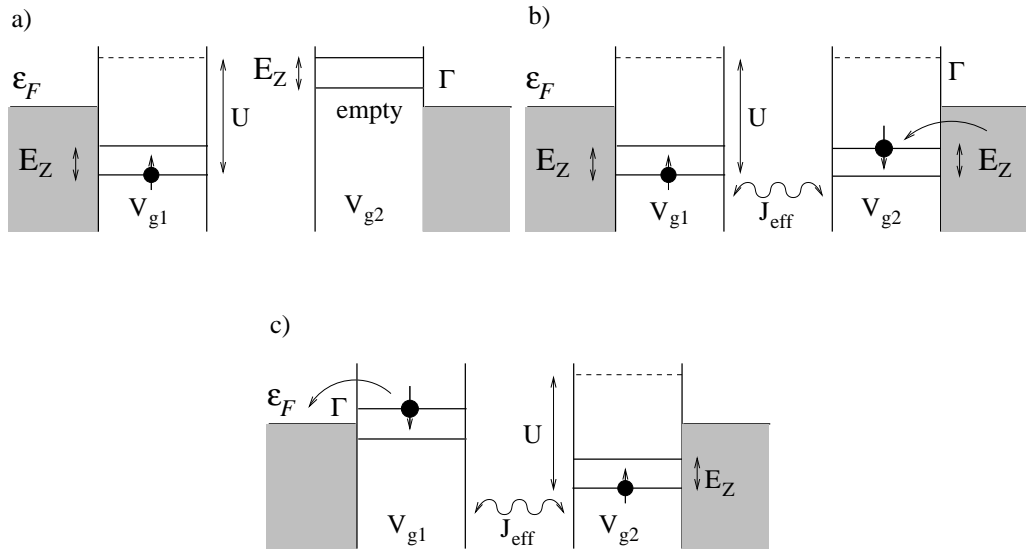 a)
ε_F
E_Z
U
V_g1
E_Z
Γ
empty
V_g2
b)
ε_F
E_Z
U
V_g1
J_eff
Γ
E_Z
V_g2
c)
ε_F
Γ
V_g1
J_eff
U
E_Z
V_g2